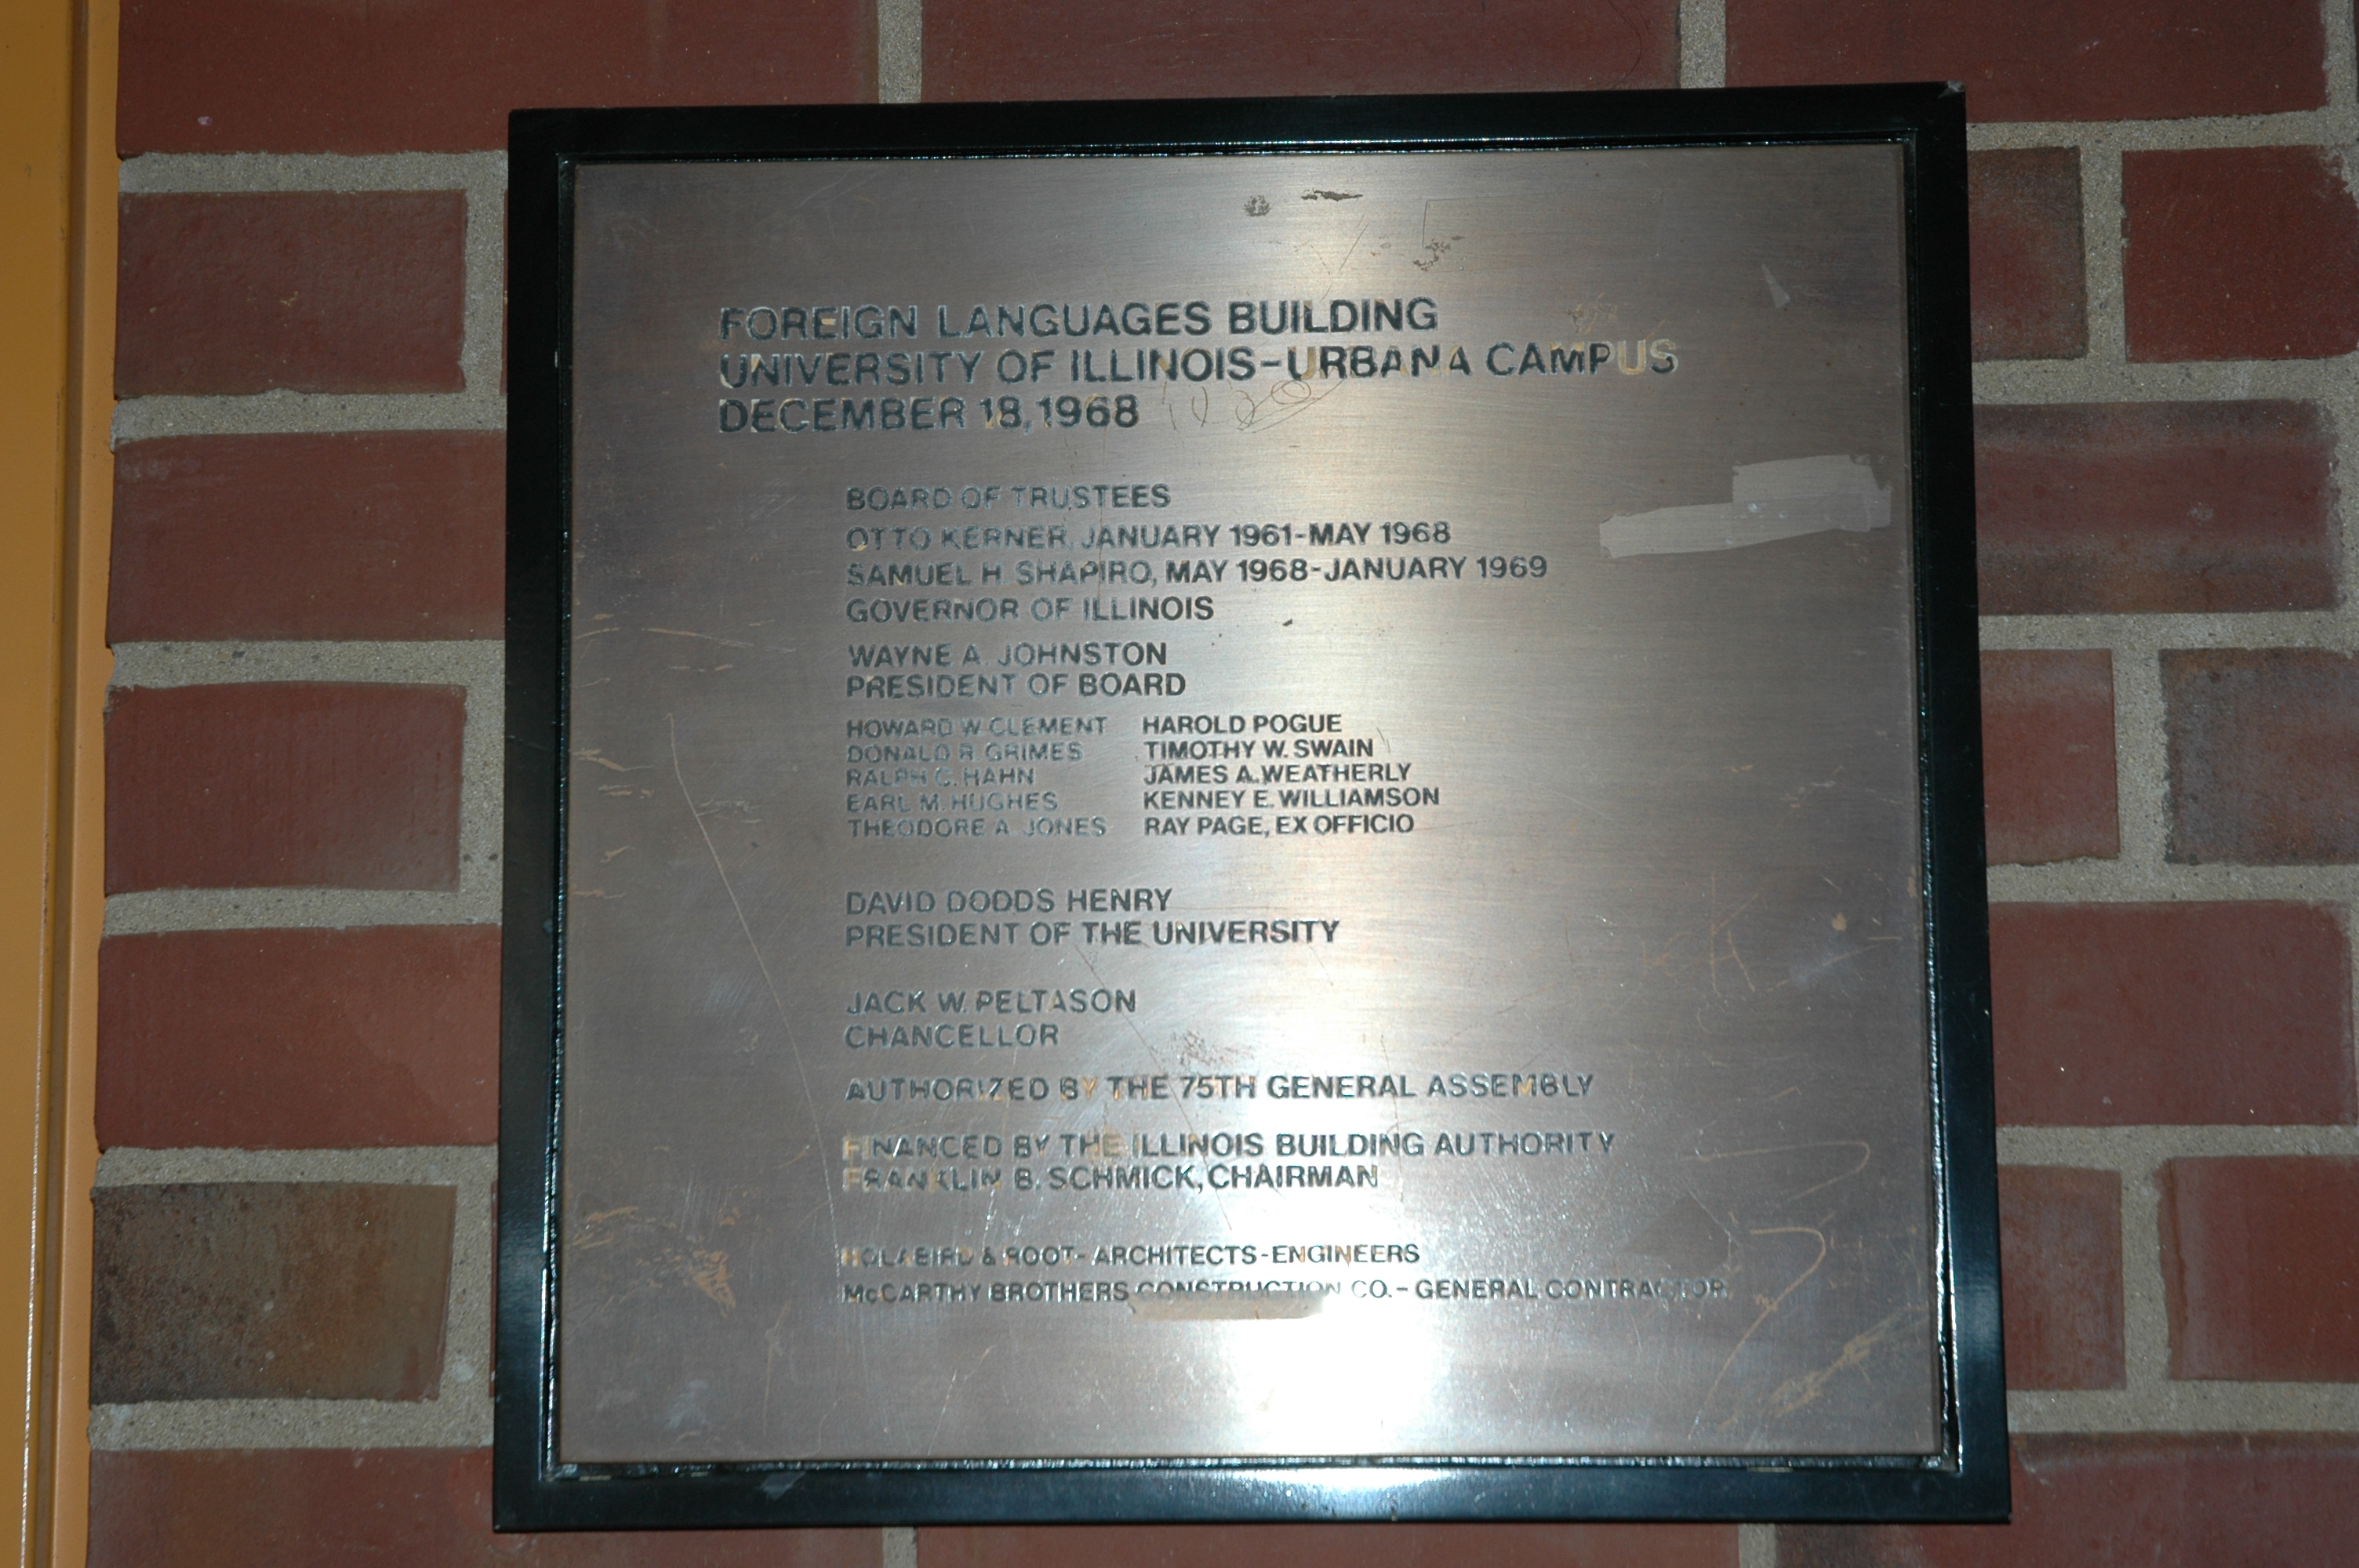 FOREIGN LANGUAGES BUILDING
UNIVERSITY OF ILLINOIS-URBANA CAMPUS
DECEMBER 18, 1968
BOARD OF TRUSTEES
OTTO KERNER, JANUARY 1961-MAY 1968
SAMUEL H. SHAPIRO, MAY 1968-JANUARY 1969
GOVERNOR OF ILLINOIS
WAYNE A. JOHNSTON
PRESIDENT OF BOARD
HOWARD W. CLEMENT HAROLD POGUE
DONALD R. GRIMES TIMOTHY W. SWAIN
RALPH C. HAHN JAMES A. WEATHERLY
EARL M. HUGHES KENNEY E. WILLIAMSON
THEODORE A. JONES RAY PAGE, EX OFFICIO
DAVID DODDS HENRY
PRESIDENT OF THE UNIVERSITY
JACK W. PELTASON
CHANCELLOR
AUTHORIZED BY THE 75TH GENERAL ASSEMBLY
FINANCED BY THE ILLINOIS BUILDING AUTHORITY
FRANKLIN B. SCHMICK, CHAIRMAN
HOLABIRD & ROOT- ARCHITECTS-ENGINEERS
McCARTHY BROTHERS CONSTRUCTION CO.- GENERAL CONTRACTOR